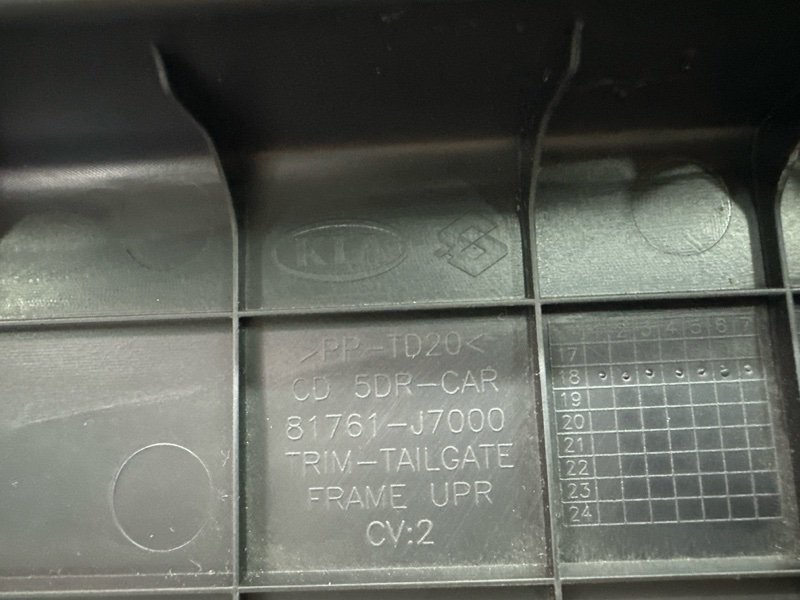 KIA
>PP-TD20<
CD 5DR-CAR
81761-J7000
TRIM-TAILGATE
FRAME UPR
CV:2
1 2 3 4 5 6 7
17
18
19
20
21
22
23
24